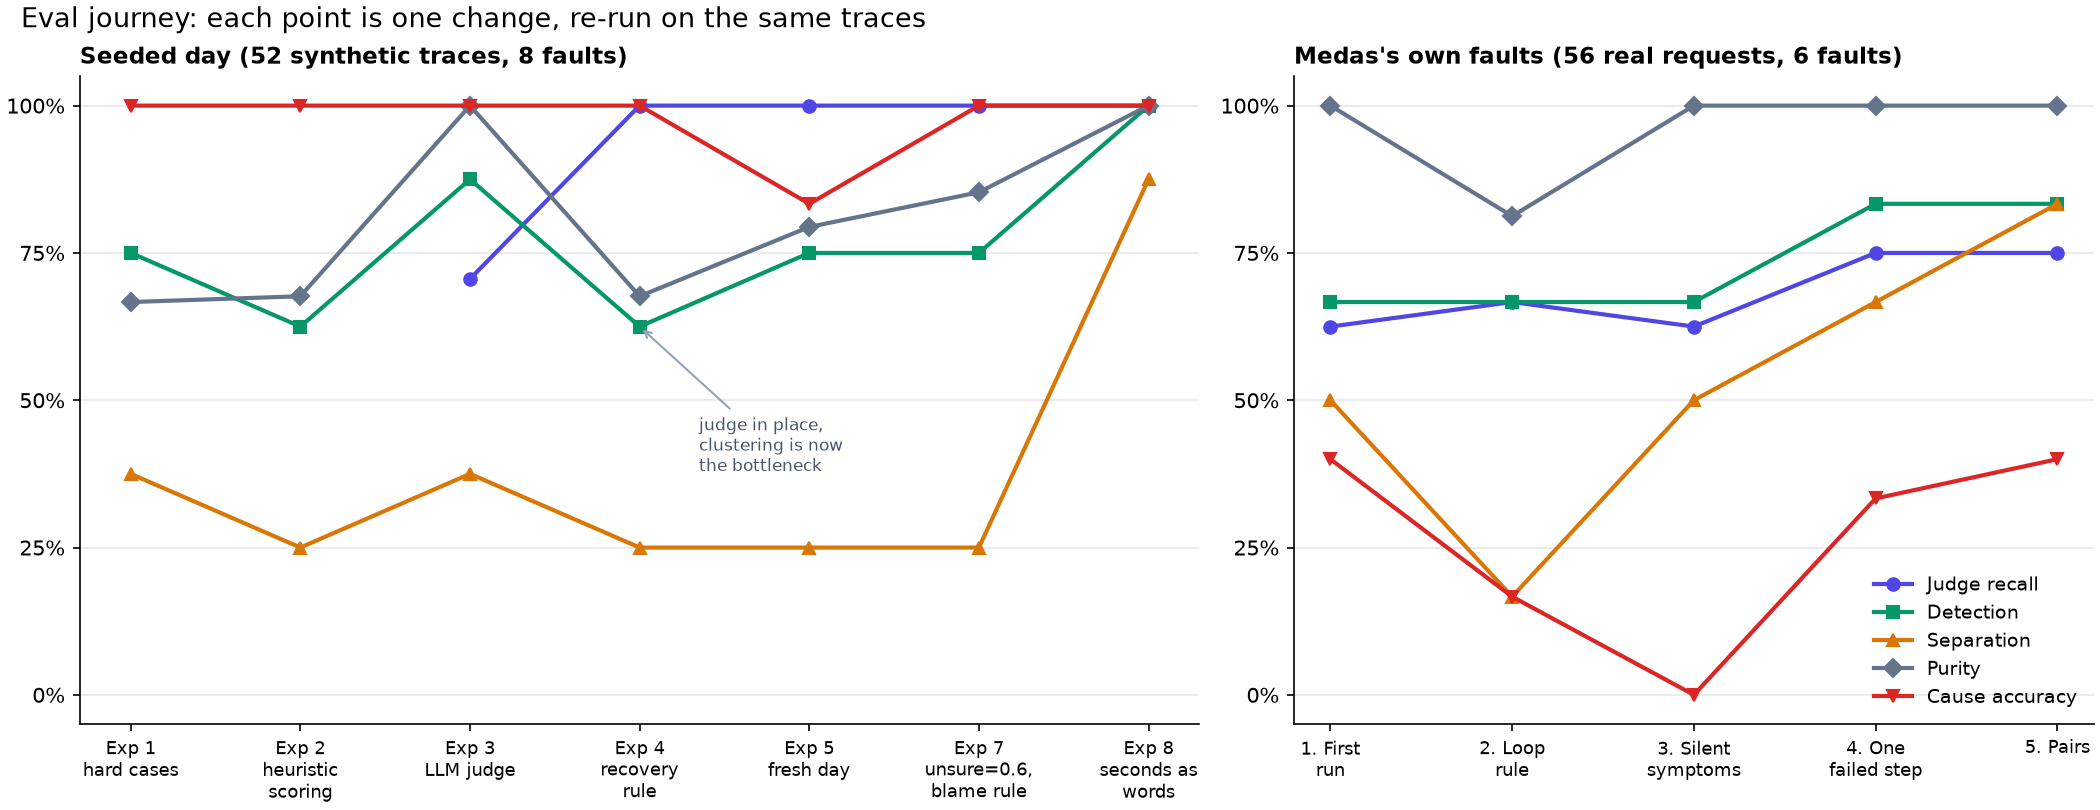 Eval journey: each point is one change, re-run on the same traces
Seeded day (52 synthetic traces, 8 faults)
100%
75%
50%
25%
0%
judge in place,
clustering is now
the bottleneck
Exp 1
hard cases
Exp 2
heuristic
scoring
Exp 3
LLM judge
Exp 4
recovery
rule
Exp 5
fresh day
Exp 7
unsure=0.6,
blame rule
Exp 8
seconds as
words
Medas's own faults (56 real requests, 6 faults)
100%
75%
50%
25%
0%
Judge recall
Detection
Separation
Purity
Cause accuracy
1. First
run
2. Loop
rule
3. Silent
symptoms
4. One
failed step
5. Pairs